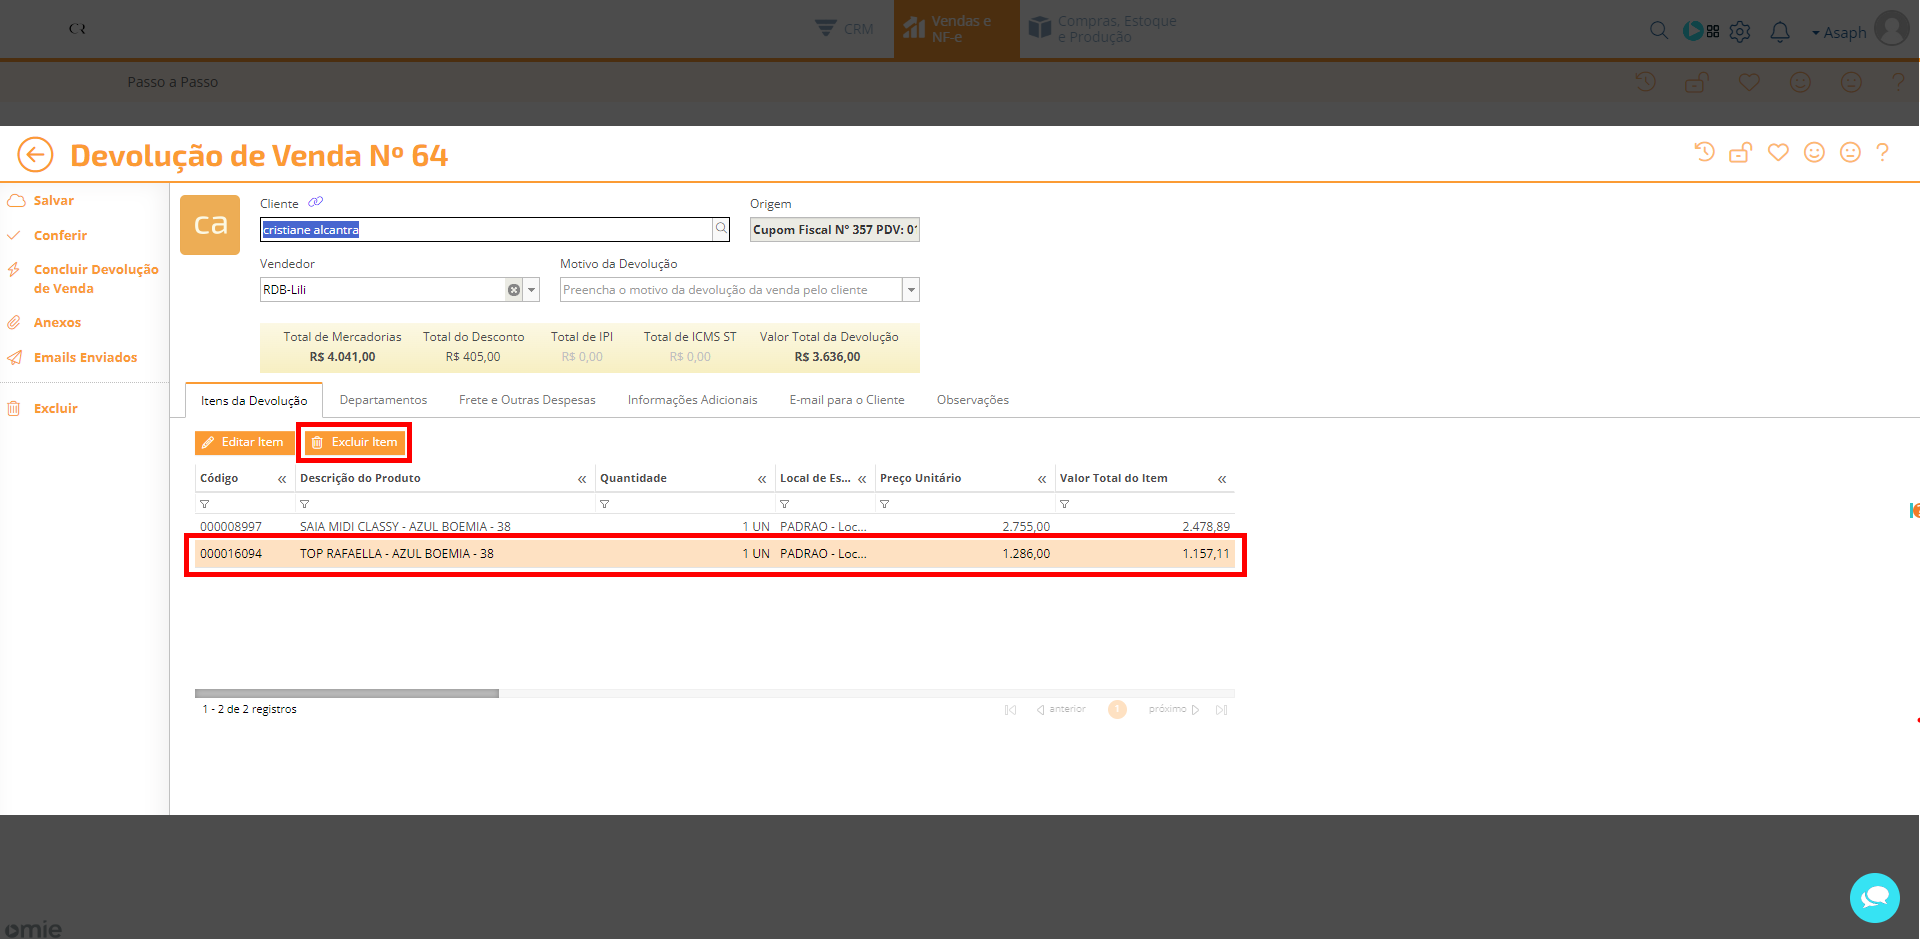 CR
CRM
Vendas e
NF-e
Compras, Estoque
e Produção
Asaph
Passo a Passo
?
Devolução de Venda Nº 64
?
Salvar
Conferir
Concluir Devolução
de Venda
Anexos
Emails Enviados
Excluir
ca
Cliente
cristiane alcantra
Origem
Cupom Fiscal Nº 357 PDV: 0
Vendedor
RDB-Lili
Motivo da Devolução
Preencha o motivo da devolução da venda pelo cliente
Total de Mercadorias Total do Desconto Total de IPI Total de ICMS ST Valor Total da Devolução
R$ 4.041,00 R$ 405,00 R$ 0,00 R$ 0,00 R$ 3.636,00
Itens da Devolução Departamentos Frete e Outras Despesas Informações Adicionais E-mail para o Cliente Observações
Editar Item Excluir Item
Código « Descrição do Produto « Quantidade « Local de Es... « Preço Unitário « Valor Total do Item «
000008997 SAIA MIDI CLASSY - AZUL BOEMIA - 38 1 UN PADRAO - Loc... 2.755,00 2.478,89
000016094 TOP RAFAELLA - AZUL BOEMIA - 38 1 UN PADRAO - Loc... 1.286,00 1.157,11
1 - 2 de 2 registros
anterior 1 próximo
omie